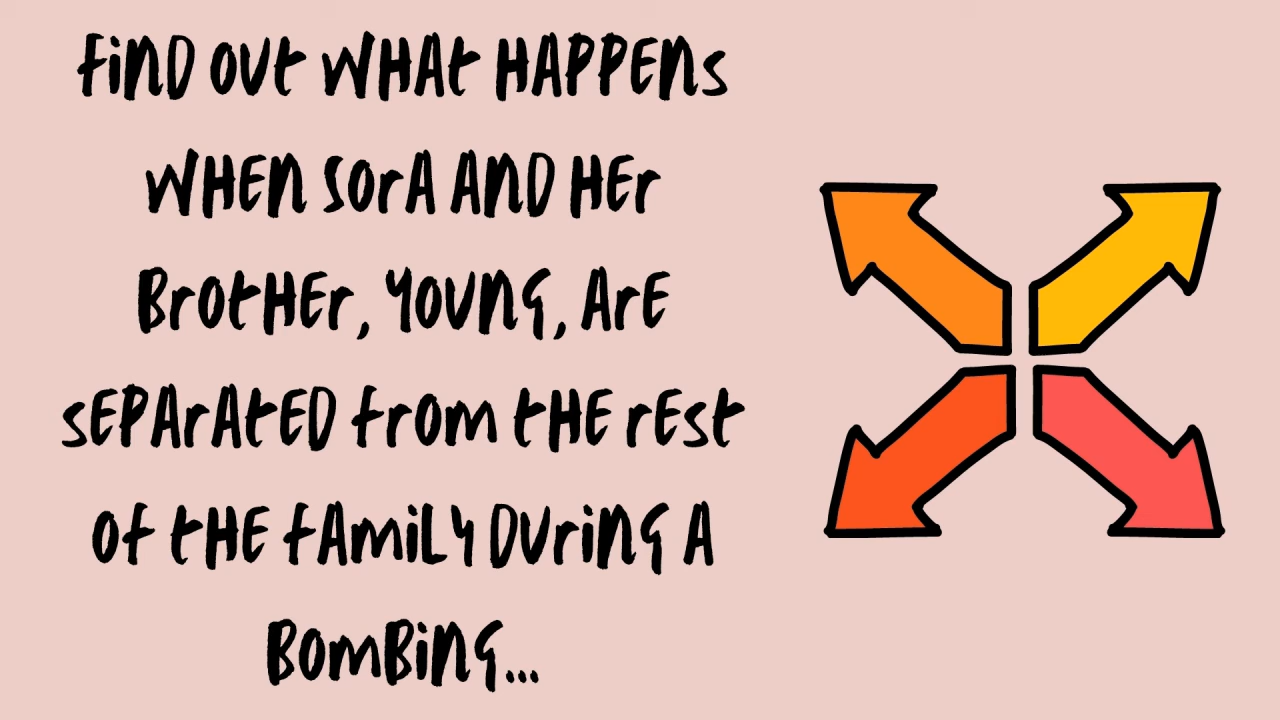 FIND OUT WHAT HAPPENS
WHEN SORA AND HER
BROTHER, YOUNG, ARE
SEPARATED FROM THE REST
OF THE FAMILY DURING A
BOMBING...